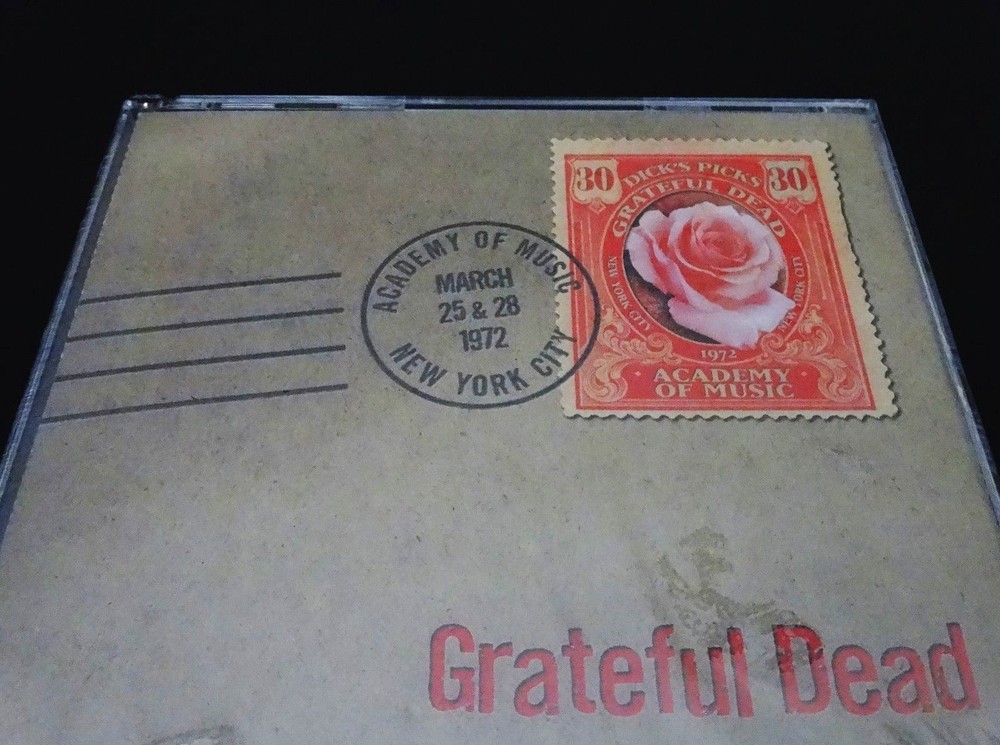 ACADEMY OF MUSIC
MARCH
25 & 28
1972
NEW YORK CITY
30
DICK'S PICKS
30
GRATEFUL DEAD
NEW YORK CITY
NEW YORK CITY
1972
ACADEMY
OF MUSIC
Grateful Dead